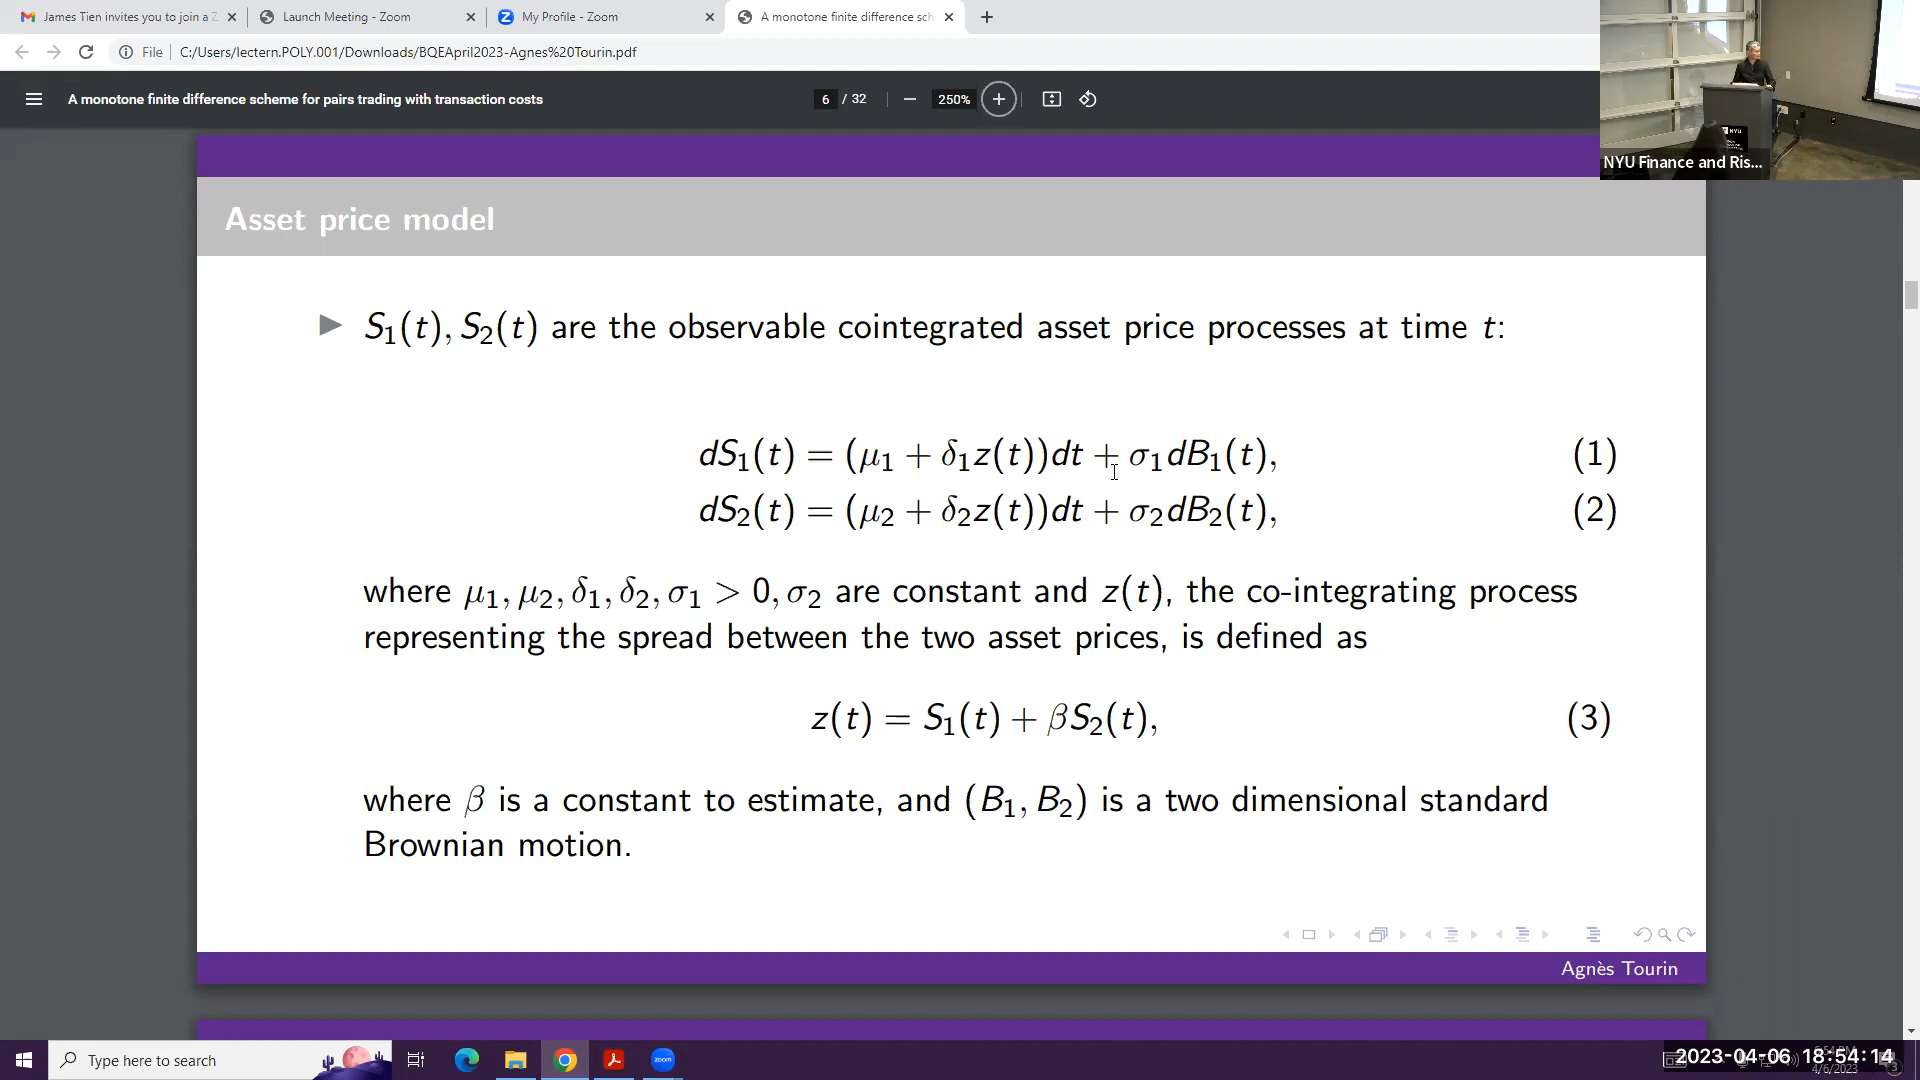 James Tien invites you to join a Z
Launch Meeting - Zoom
My Profile - Zoom
A monotone finite difference sch
File
C:/Users/lectern.POLY.001/Downloads/BQEApril2023-Agnes%20Tourin.pdf
A monotone finite difference scheme for pairs trading with transaction costs
6 / 32
250%
NYU
NYU Finance and Ris...
Asset price model
S₁(t), S₂(t) are the observable cointegrated asset price processes at time t:
dS₁(t) = (μ₁ + δ₁z(t))dt + σ₁dB₁(t), (1)
dS₂(t) = (μ₂ + δ₂z(t))dt + σ₂dB₂(t), (2)
where μ₁, μ₂, δ₁, δ₂, σ₁ > 0, σ₂ are constant and z(t), the co-integrating process
representing the spread between the two asset prices, is defined as
z(t) = S₁(t) + βS₂(t), (3)
where β is a constant to estimate, and (B₁, B₂) is a two dimensional standard
Brownian motion.
Agnès Tourin
Type here to search
zoom
2023-04-06 18:54:14
4/6/2023
3